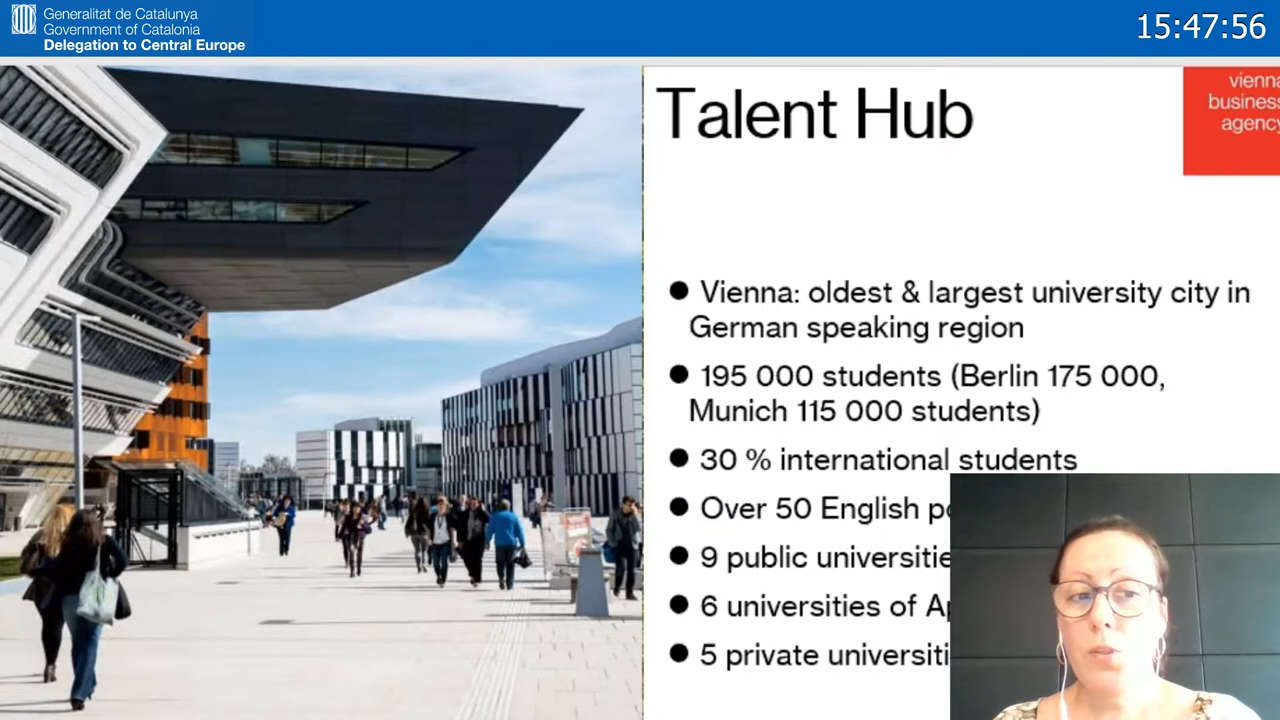 Generalitat de Catalunya
Government of Catalonia
Delegation to Central Europe
15:47:56
Talent Hub
vienna
business
agency
● Vienna: oldest & largest university city in
German speaking region
● 195 000 students (Berlin 175 000,
Munich 115 000 students)
● 30 % international students
● Over 50 English
● 9 public
● 6 universities of
● 5 private